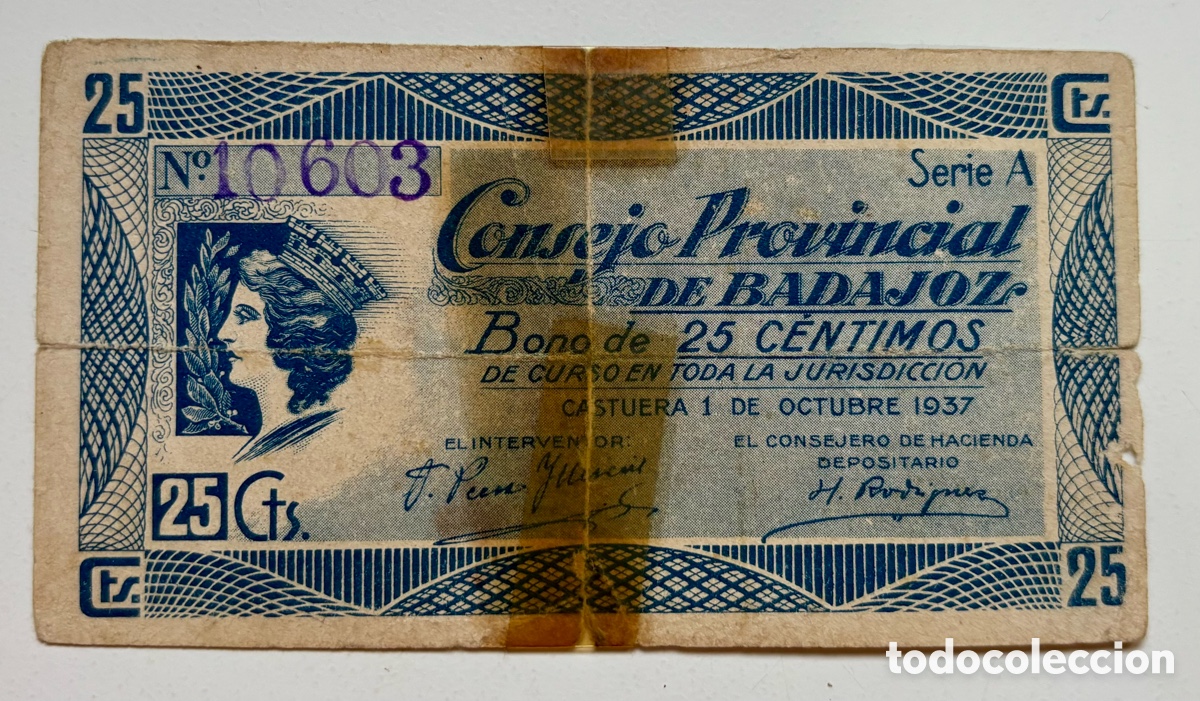 25 Cts.
Nº 10603
Serie A
Consejo Provincial
DE BADAJOZ
Bono de 25 CÉNTIMOS
DE CURSO EN TODA LA JURISDICCIÓN
CASTUERA 1 DE OCTUBRE 1937
EL INTERVENTOR:
EL CONSEJERO DE HACIENDA
DEPOSITARIO
H. Rodriguez
25 Cts.
Cts. 25
todocoleccion